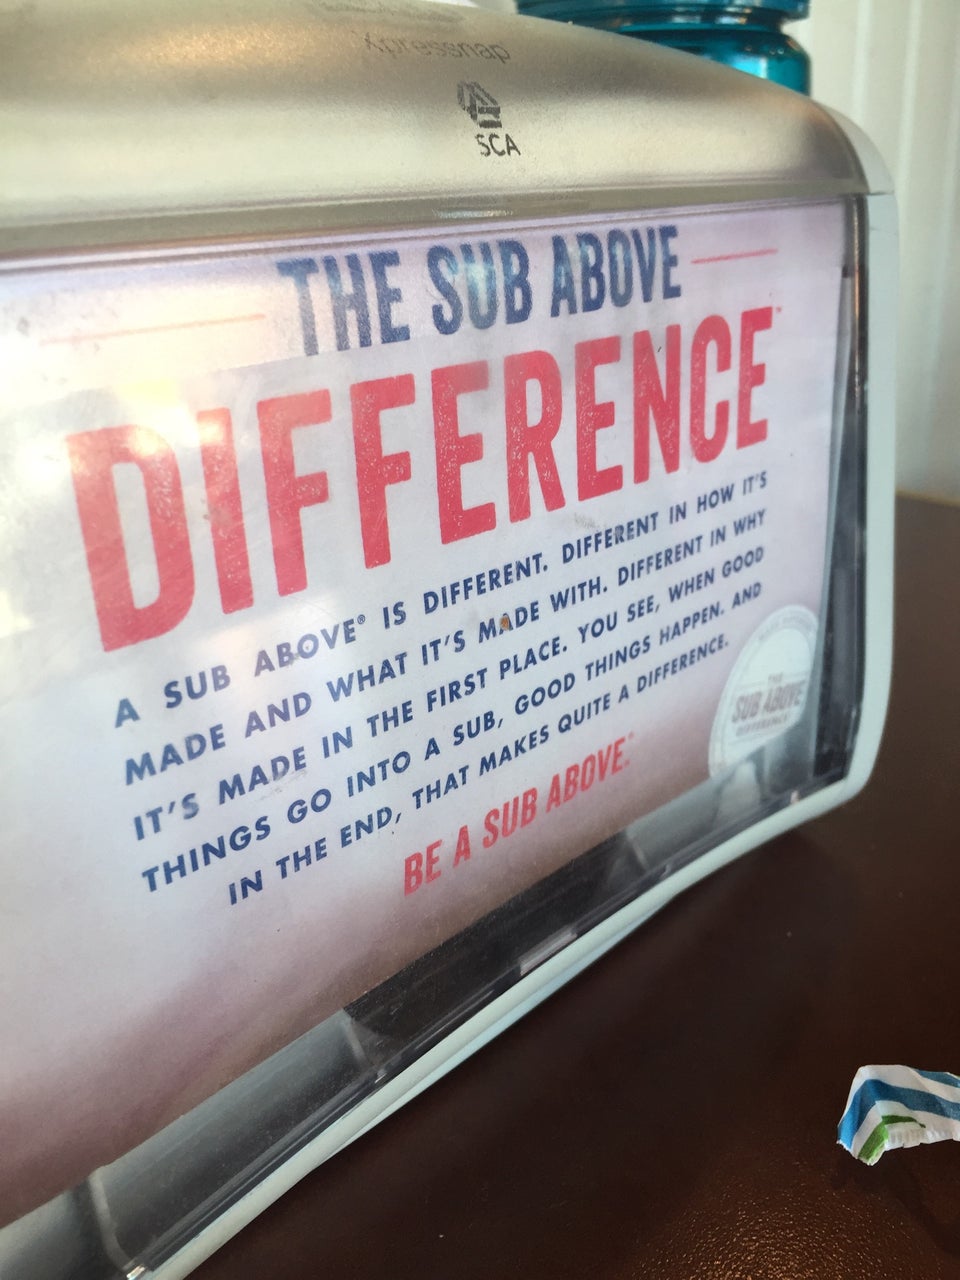 Xpressnap
SCA
THE SUB ABOVE
DIFFERENCE™
A SUB ABOVE® IS DIFFERENT. DIFFERENT IN HOW IT'S
MADE AND WHAT IT'S MADE WITH. DIFFERENT IN WHY
IT'S MADE IN THE FIRST PLACE. YOU SEE, WHEN GOOD
THINGS GO INTO A SUB, GOOD THINGS HAPPEN. AND
IN THE END, THAT MAKES QUITE A DIFFERENCE.
BE A SUB ABOVE.®
THE
SUB ABOVE
DIFFERENCE